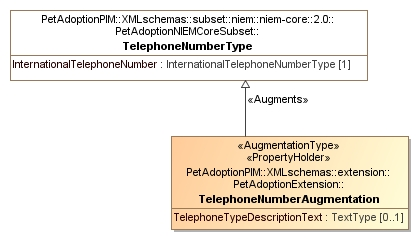 PetAdoptionPIM::XMLschemas::subset::niem::niem-core::2.0::
PetAdoptionNIEMCoreSubset::
TelephoneNumberType
InternationalTelephoneNumber : InternationalTelephoneNumberType [1]
«Augments»
«AugmentationType»
«PropertyHolder»
PetAdoptionPIM::XMLschemas::extension::
PetAdoptionExtension::
TelephoneNumberAugmentation
TelephoneTypeDescriptionText : TextType [0..1]